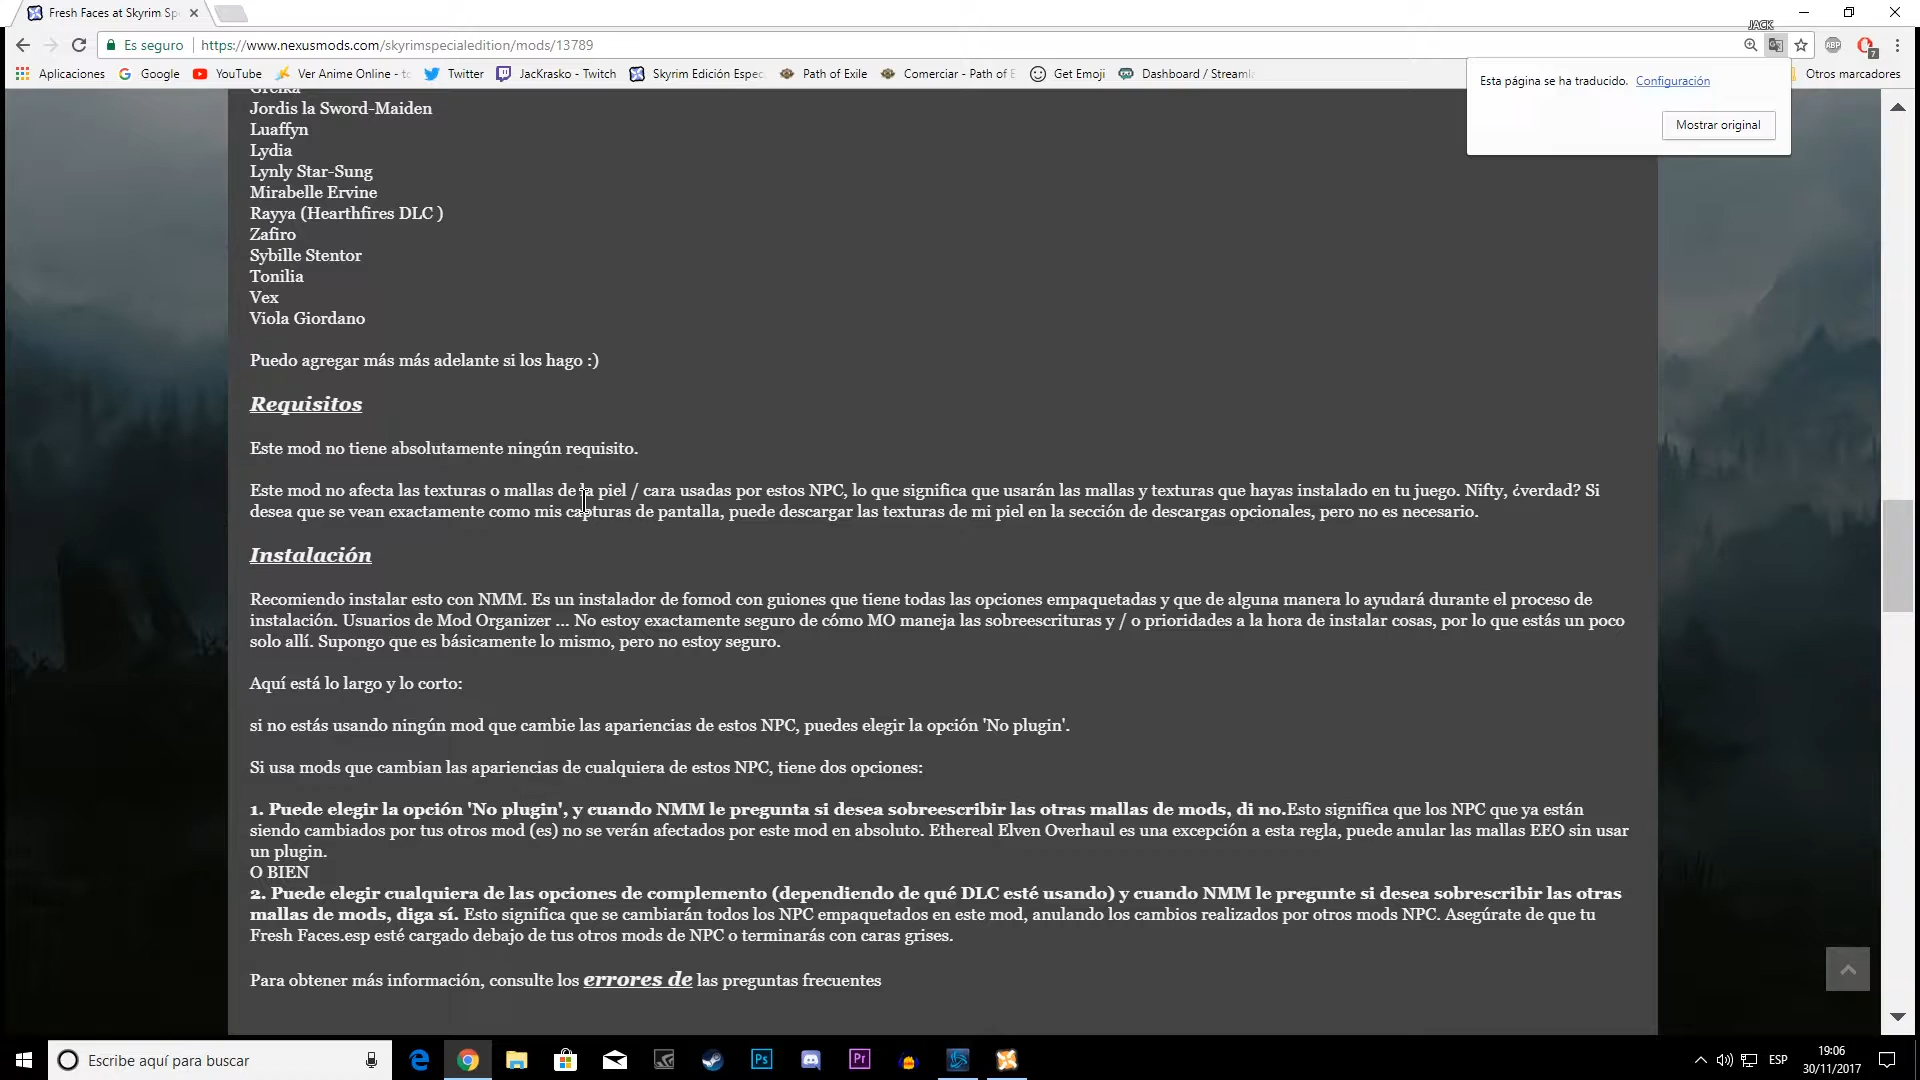 Fresh Faces at Skyrim Spe
JACK
Es seguro
https://www.nexusmods.com/skyrimspecialedition/mods/13789
ABP
7
Aplicaciones
Google
YouTube
Ver Anime Online - to
Twitter
JacKrasko - Twitch
Skyrim Edición Espec
Path of Exile
Comerciar - Path of E
Get Emoji
Dashboard / Streaml
Otros marcadores
Esta página se ha traducido. Configuración
Mostrar original
Jordis la Sword-Maiden
Luaffyn
Lydia
Lynly Star-Sung
Mirabelle Ervine
Rayya (Hearthfires DLC )
Zafiro
Sybille Stentor
Tonilia
Vex
Viola Giordano
Puedo agregar más más adelante si los hago :)
Requisitos
Este mod no tiene absolutamente ningún requisito.
Este mod no afecta las texturas o mallas de la piel / cara usadas por estos NPC, lo que significa que usarán las mallas y texturas que hayas instalado en tu juego. Nifty, ¿verdad? Si
desea que se vean exactamente como mis capturas de pantalla, puede descargar las texturas de mi piel en la sección de descargas opcionales, pero no es necesario.
Instalación
Recomiendo instalar esto con NMM. Es un instalador de fomod con guiones que tiene todas las opciones empaquetadas y que de alguna manera lo ayudará durante el proceso de
instalación. Usuarios de Mod Organizer ... No estoy exactamente seguro de cómo MO maneja las sobreescrituras y / o prioridades a la hora de instalar cosas, por lo que estás un poco
solo allí. Supongo que es básicamente lo mismo, pero no estoy seguro.
Aquí está lo largo y lo corto:
si no estás usando ningún mod que cambie las apariencias de estos NPC, puedes elegir la opción 'No plugin'.
Si usa mods que cambian las apariencias de cualquiera de estos NPC, tiene dos opciones:
1. Puede elegir la opción 'No plugin', y cuando NMM le pregunta si desea sobreescribir las otras mallas de mods, di no.Esto significa que los NPC que ya están
siendo cambiados por tus otros mod (es) no se verán afectados por este mod en absoluto. Ethereal Elven Overhaul es una excepción a esta regla, puede anular las mallas EEO sin usar
un plugin.
O BIEN
2. Puede elegir cualquiera de las opciones de complemento (dependiendo de qué DLC esté usando) y cuando NMM le pregunte si desea sobrescribir las otras
mallas de mods, diga sí. Esto significa que se cambiarán todos los NPC empaquetados en este mod, anulando los cambios realizados por otros mods NPC. Asegúrate de que tu
Fresh Faces.esp esté cargado debajo de tus otros mods de NPC o terminarás con caras grises.
Para obtener más información, consulte los errores de las preguntas frecuentes
Escribe aquí para buscar
Ps
Pr
ESP
19:06
30/11/2017